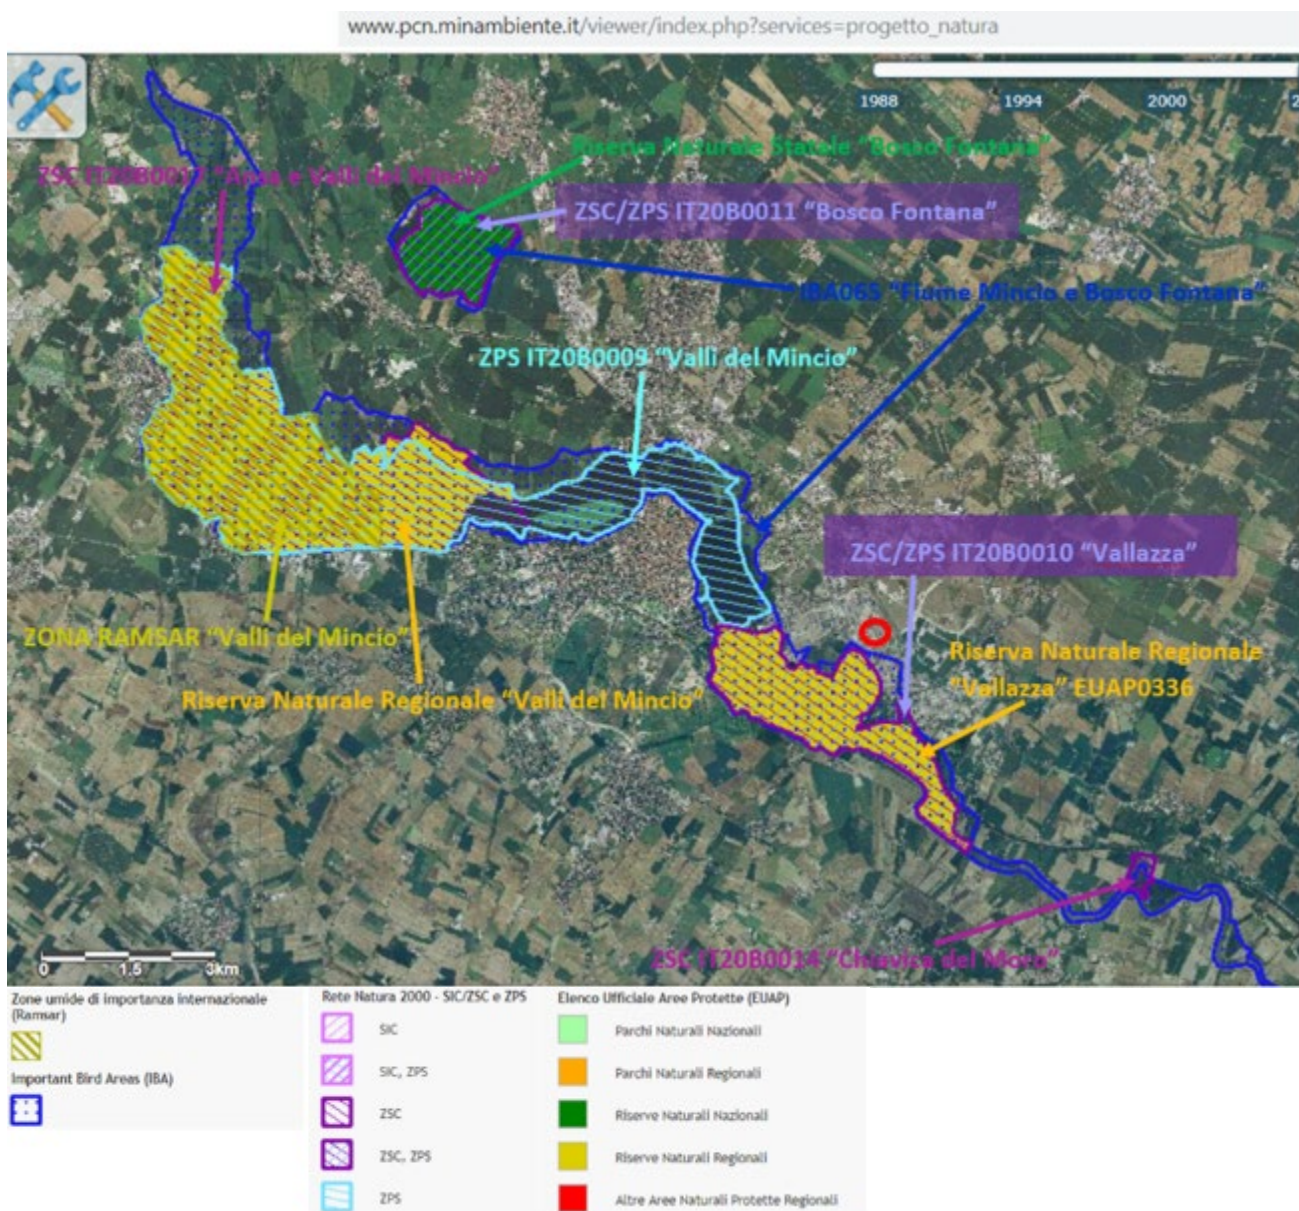 www.pcn.minambiente.it/viewer/index.php?services=progetto_natura
1988
1994
2000
2
Riserva Naturale Statale “Bosco Fontana”
ZSC IT20B0017 “Ansa e Valli del Mincio”
ZSC/ZPS IT20B0011 “Bosco Fontana”
IBA065 “Fiume Mincio e Bosco Fontana”
ZPS IT20B0009 “Valli del Mincio”
ZSC/ZPS IT20B0010 “Vallazza”
ZONA RAMSAR “Valli del Mincio”
Riserva Naturale Regionale
“Vallazza” EUAP0336
Riserva Naturale Regionale “Valli del Mincio”
ZSC IT20B0014 “Chiavica del Moro”
0
1.5
3km
Zone umide di importanza internazionale
(Ramsar)
Important Bird Areas (IBA)
Rete Natura 2000 - SIC/ZSC e ZPS
SIC
SIC, ZPS
ZSC
ZSC, ZPS
ZPS
Elenco Ufficiale Aree Protette (EUAP)
Parchi Naturali Nazionali
Parchi Naturali Regionali
Riserve Naturali Nazionali
Riserve Naturali Regionali
Altre Aree Naturali Protette Regionali